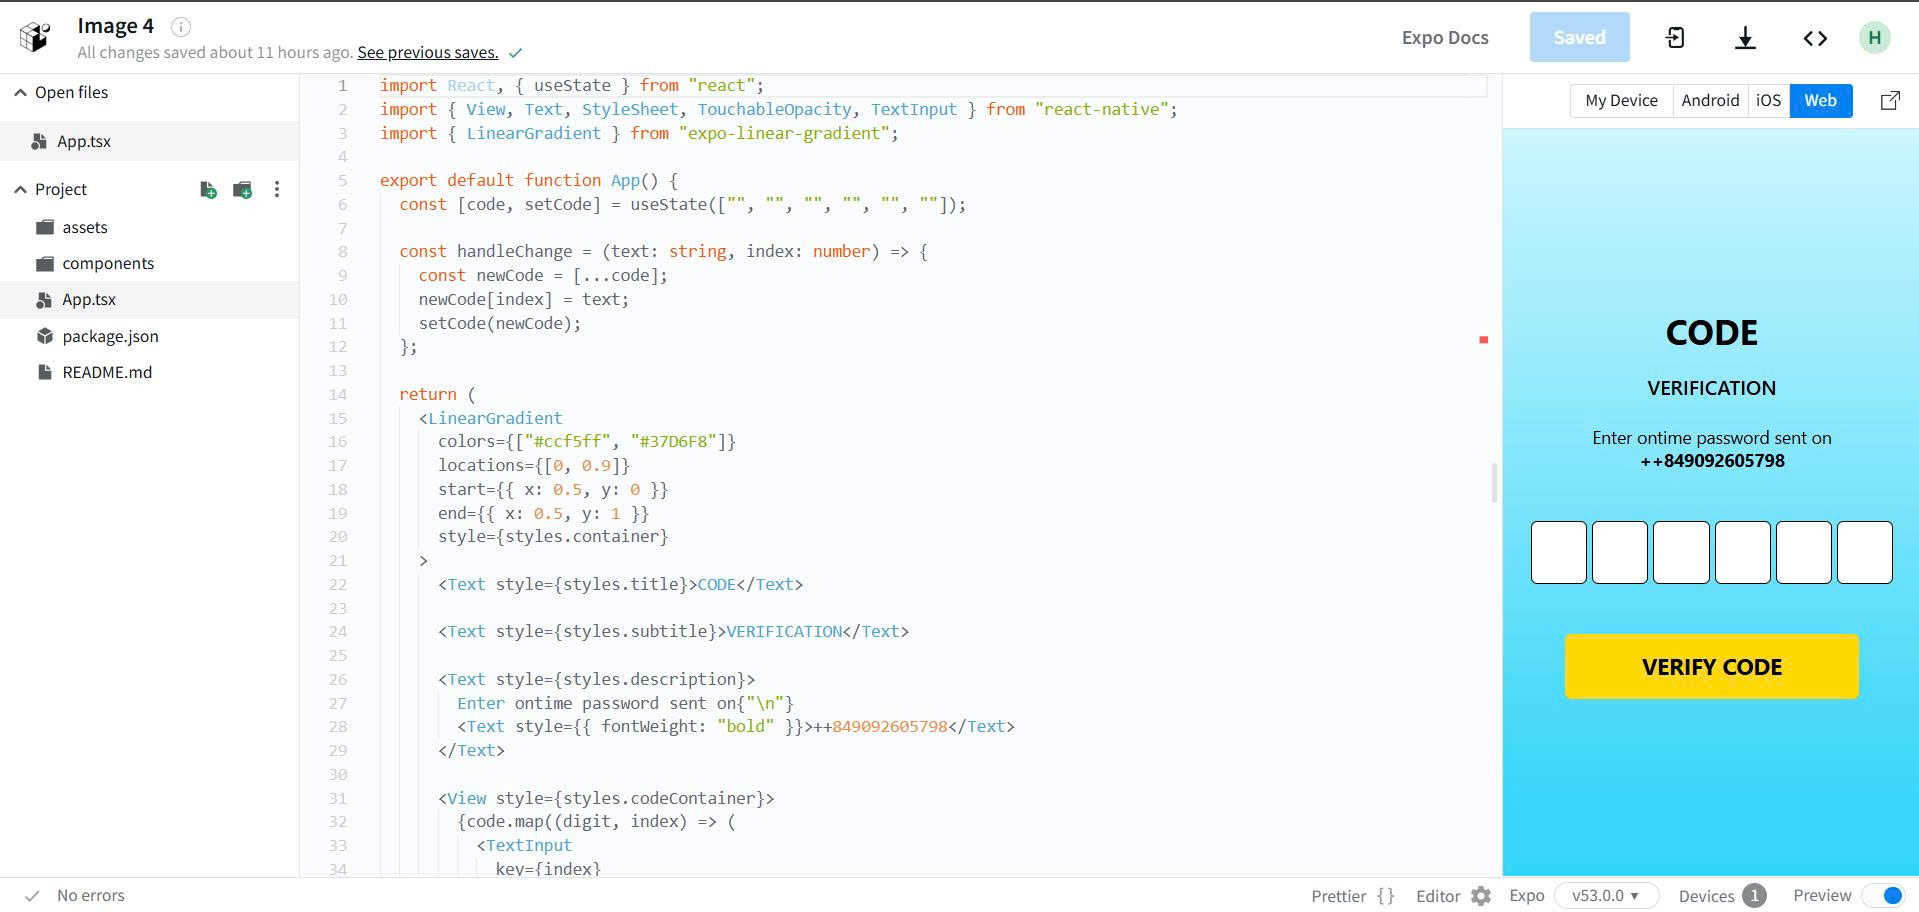 Image 4
All changes saved about 11 hours ago. See previous saves.
Expo Docs
Saved
H
Open files
App.tsx
Project
assets
components
App.tsx
package.json
README.md
1 import React, { useState } from "react";
2 import { View, Text, StyleSheet, TouchableOpacity, TextInput } from "react-native";
3 import { LinearGradient } from "expo-linear-gradient";
4
5 export default function App() {
6 const [code, setCode] = useState(["", "", "", "", "", ""]);
7
8 const handleChange = (text: string, index: number) => {
9 const newCode = [...code];
10 newCode[index] = text;
11 setCode(newCode);
12 };
13
14 return (
15 <LinearGradient
16 colors={["#ccf5ff", "#37D6F8"]}
17 locations={[0, 0.9]}
18 start={{ x: 0.5, y: 0 }}
19 end={{ x: 0.5, y: 1 }}
20 style={styles.container}
21 >
22 <Text style={styles.title}>CODE</Text>
23
24 <Text style={styles.subtitle}>VERIFICATION</Text>
25
26 <Text style={styles.description}>
27 Enter ontime password sent on{"\n"}
28 <Text style={{ fontWeight: "bold" }}>++849092605798</Text>
29 </Text>
30
31 <View style={styles.codeContainer}>
32 {code.map((digit, index) => (
33 <TextInput
34 key={index}
My Device Android iOS Web
CODE
VERIFICATION
Enter ontime password sent on
++849092605798
VERIFY CODE
No errors
Prettier {} Editor Expo v53.0.0 Devices 1 Preview